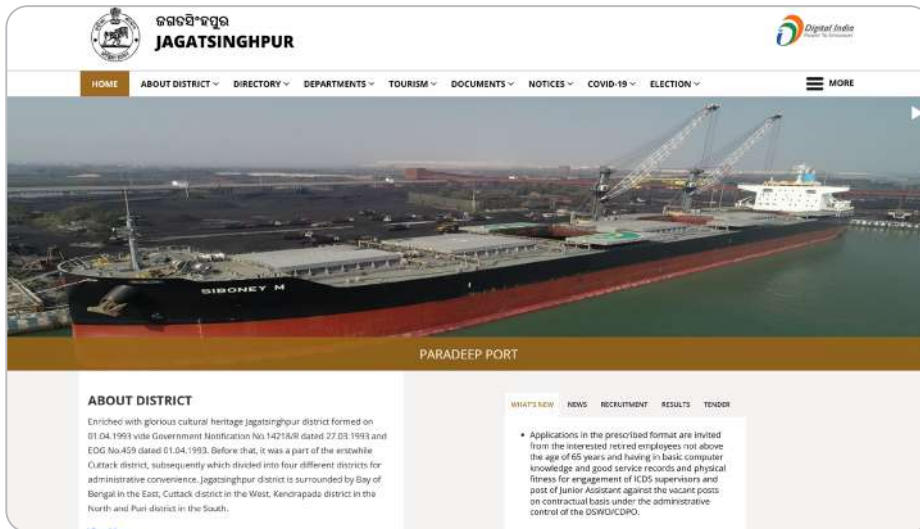 ଜଗତସିଂହପୁର
JAGATSINGHPUR
Digital India
Power To Empower
HOME ABOUT DISTRICT DIRECTORY DEPARTMENTS TOURISM DOCUMENTS NOTICES COVID-19 ELECTION MORE
SIBONEY M
PARADEEP PORT
ABOUT DISTRICT
Enriched with glorious cultural heritage Jagatsinghpur district formed on
01.04.1993 vide Government Notification No.14218/R dated 27.03.1993 and
EOG No.459 dated 01.04.1993. Before that, it was a part of the erstwhile
Cuttack district, subsequently which divided into four different districts for
administrative convenience. Jagatsinghpur district is surrounded by Bay of
Bengal in the East, Cuttack district in the West, Kendrapada district in the
North and Puri district in the South.
WHAT'S NEW NEWS RECRUITMENT RESULTS TENDER
• Applications in the prescribed format are invited
from the interested retired employees not above
the age of 65 years and having in basic computer
knowledge and good service records and physical
fitness for engagement of ICDS supervisors and
post of Junior Assistant against the vacant posts
on contractual basis under the administrative
control of the DSWO/CDPO.